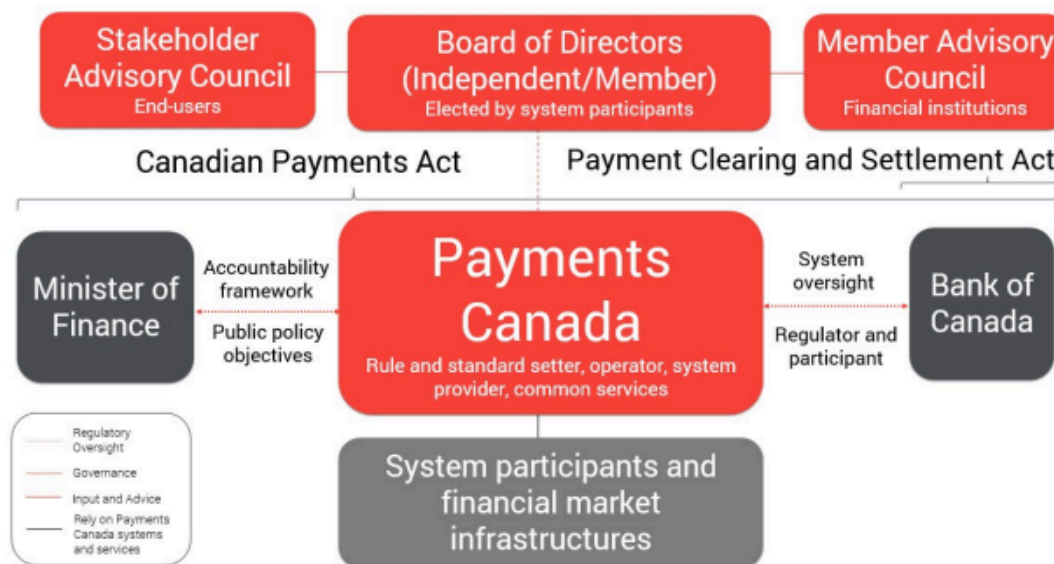 Stakeholder
Advisory Council
End-users
Board of Directors
(Independent/Member)
Elected by system participants
Member Advisory
Council
Financial institutions
Canadian Payments Act
Payment Clearing and Settlement Act
Minister of
Finance
Accountability
framework
Public policy
objectives
Payments
Canada
Rule and standard setter, operator, system
provider, common services
System
oversight
Regulator and
participant
Bank of
Canada
Regulatory
Oversight
Governance
Input and Advice
Rely on Payments
Canada systems
and services
System participants and
financial market
infrastructures